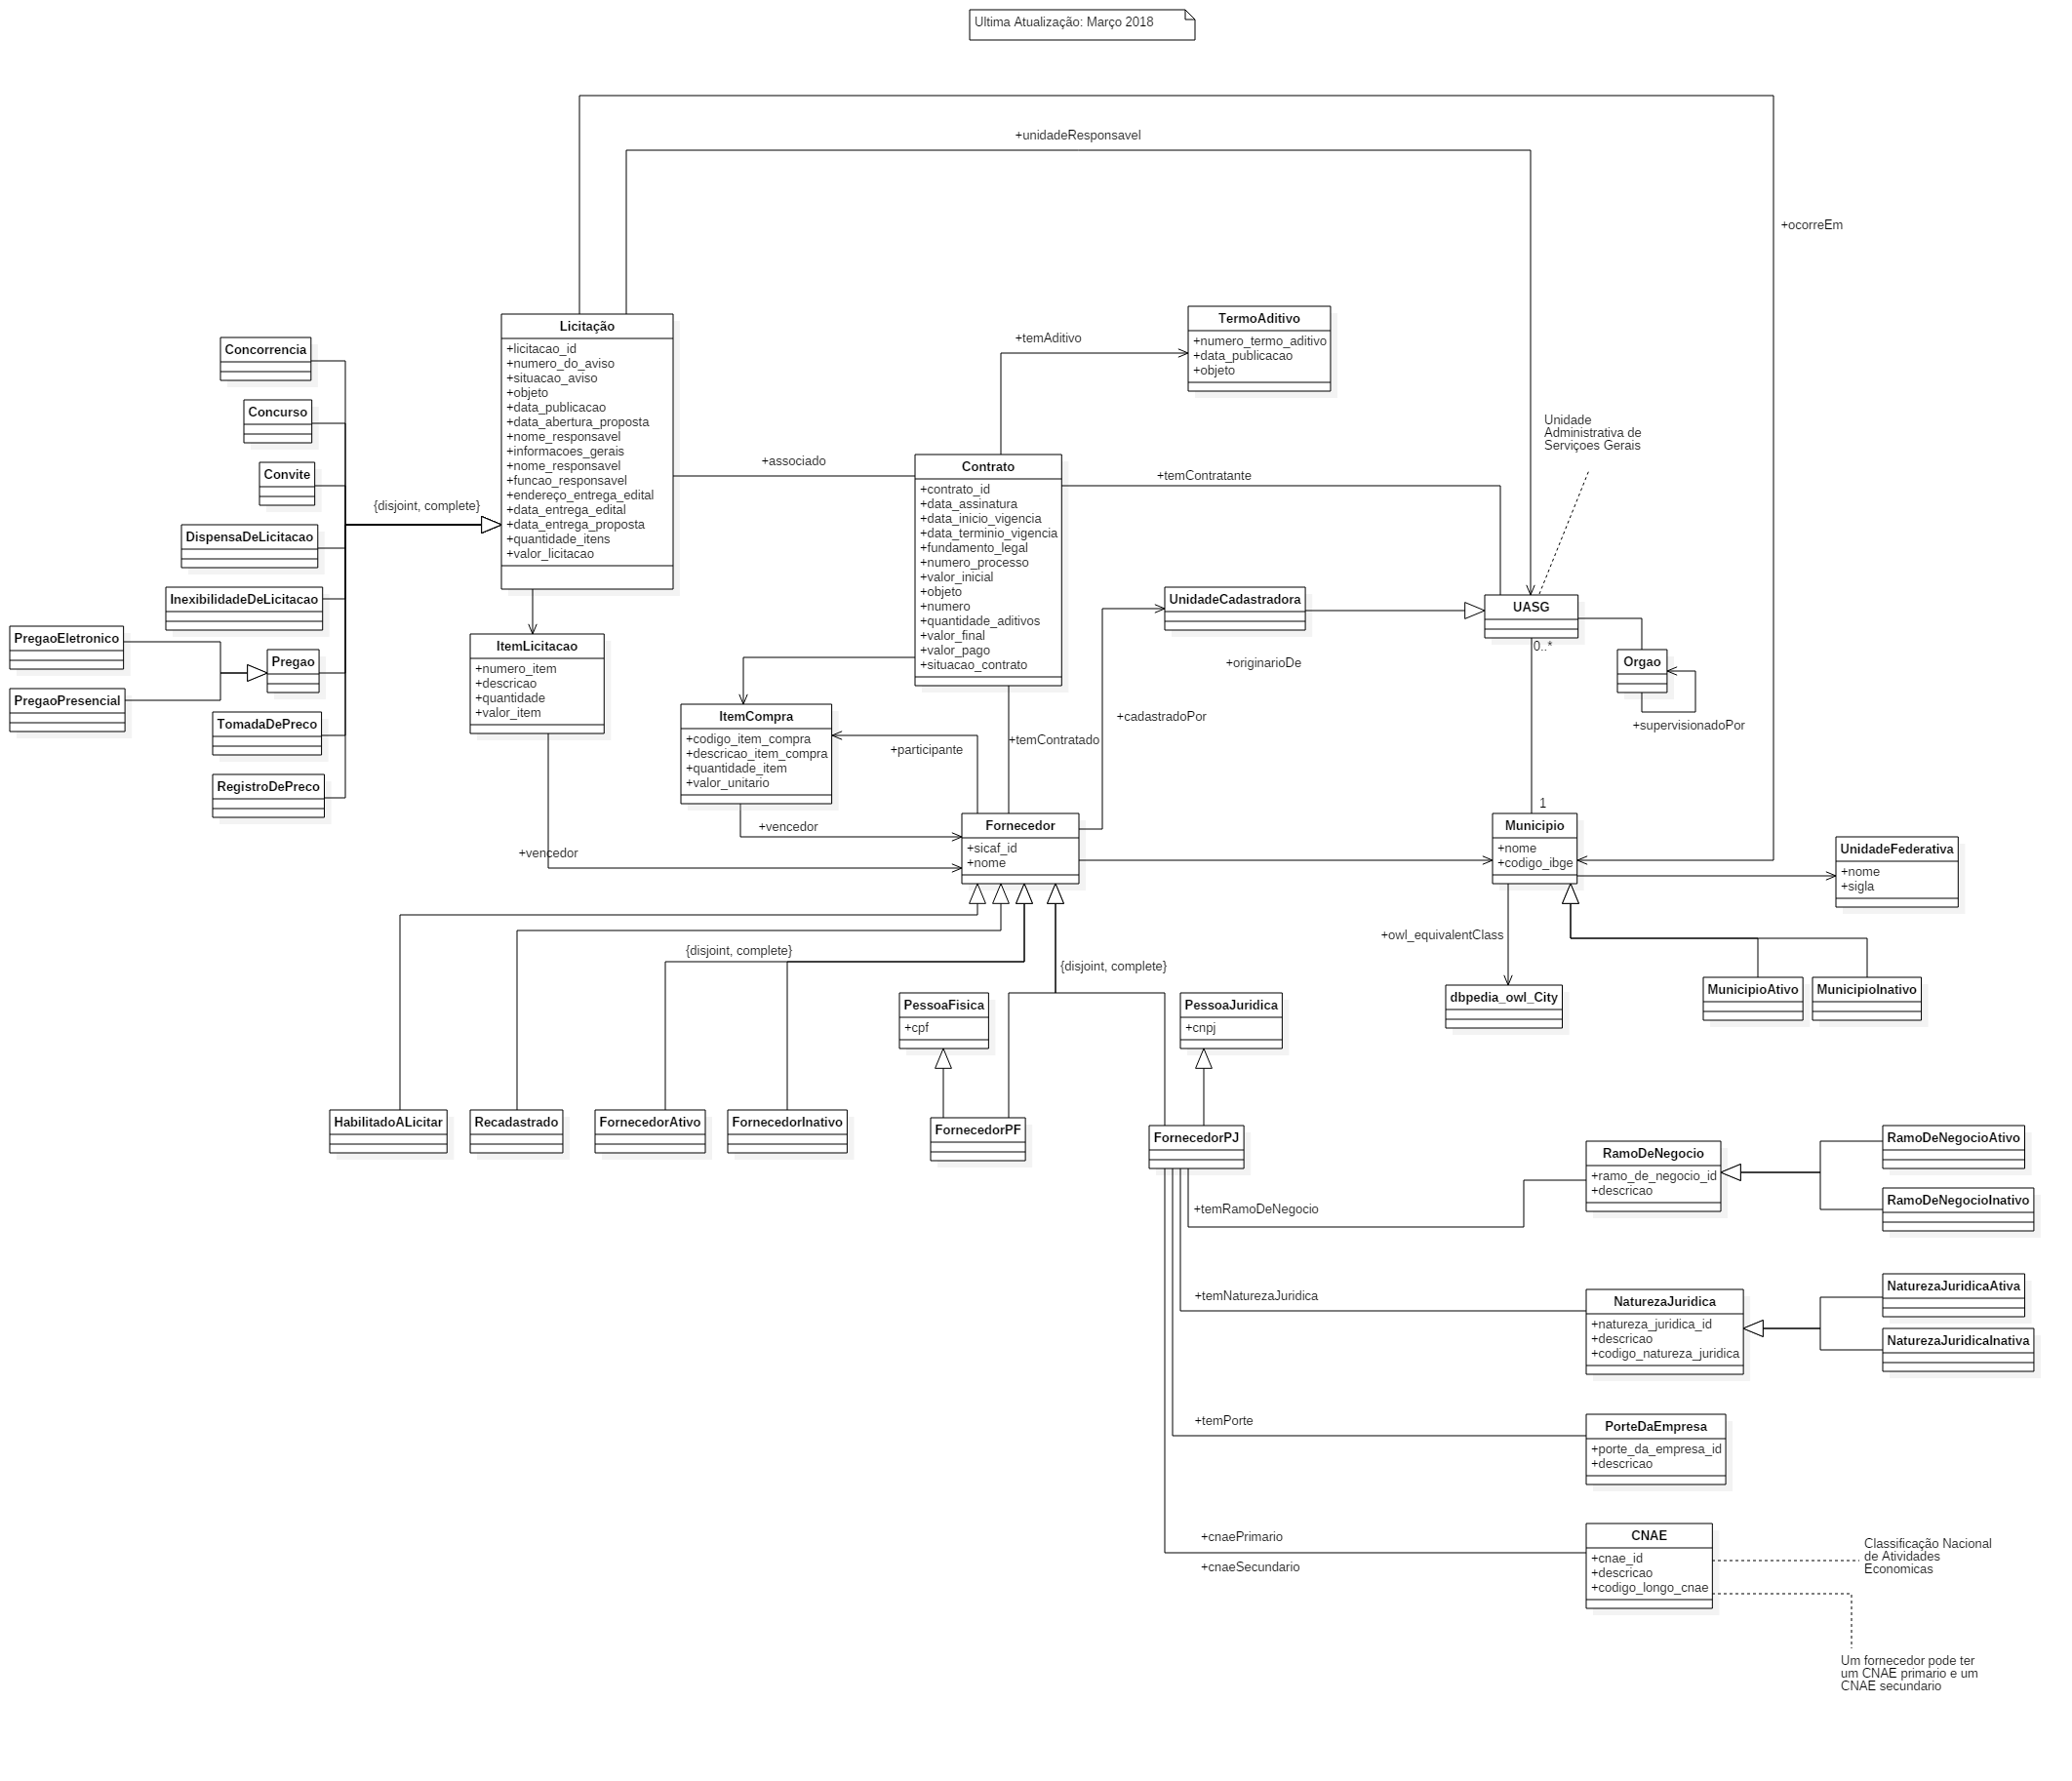 Ultima Atualização: Março 2018
+unidadeResponsavel
+ocorreEm
Licitação
+licitacao_id
+numero_do_aviso
+situacao_aviso
+objeto
+data_publicacao
+data_abertura_proposta
+nome_responsavel
+informacoes_gerais
+nome_responsavel
+funcao_responsavel
+endereço_entrega_edital
+data_entrega_edital
+data_entrega_proposta
+quantidade_itens
+valor_licitacao
TermoAditivo
+numero_termo_aditivo
+data_publicacao
+objeto
+temAditivo
Concorrencia
Concurso
Convite
{disjoint, complete}
DispensaDeLicitacao
InexibilidadeDeLicitacao
PregaoEletronico
Pregao
PregaoPresencial
TomadaDePreco
RegistroDePreco
+associado
Contrato
+contrato_id
+data_assinatura
+data_inicio_vigencia
+data_terminio_vigencia
+fundamento_legal
+numero_processo
+valor_inicial
+objeto
+numero
+quantidade_aditivos
+valor_final
+valor_pago
+situacao_contrato
+temContratante
Unidade
Administrativa de
Serviçoes Gerais
UnidadeCadastradora
UASG
0..*
+originarioDe
Orgao
+supervisionadoPor
ItemLicitacao
+numero_item
+descricao
+quantidade
+valor_item
ItemCompra
+codigo_item_compra
+descricao_item_compra
+quantidade_item
+valor_unitario
+participante
+temContratado
+cadastradoPor
+vencedor
+vencedor
Fornecedor
+sicaf_id
+nome
1
Municipio
+nome
+codigo_ibge
UnidadeFederativa
+nome
+sigla
+owl_equivalentClass
{disjoint, complete}
{disjoint, complete}
dbpedia_owl_City
MunicipioAtivo
MunicipioInativo
PessoaFisica
+cpf
PessoaJuridica
+cnpj
HabilitadoALicitar
Recadastrado
FornecedorAtivo
FornecedorInativo
FornecedorPF
FornecedorPJ
+temRamoDeNegocio
RamoDeNegocio
+ramo_de_negocio_id
+descricao
RamoDeNegocioAtivo
RamoDeNegocioInativo
+temNaturezaJuridica
NaturezaJuridica
+natureza_juridica_id
+descricao
+codigo_natureza_juridica
NaturezaJuridicaAtiva
NaturezaJuridicaInativa
+temPorte
PorteDaEmpresa
+porte_da_empresa_id
+descricao
+cnaePrimario
+cnaeSecundario
CNAE
+cnae_id
+descricao
+codigo_longo_cnae
Classificação Nacional
de Atividades
Economicas
Um fornecedor pode ter
um CNAE primario e um
CNAE secundario